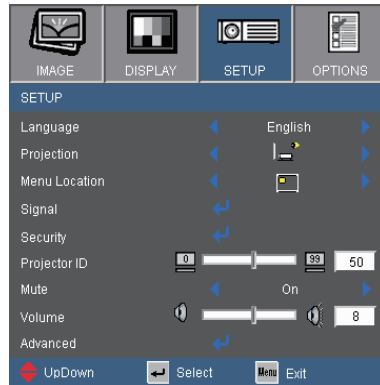 IMAGE DISPLAY SETUP OPTIONS
SETUP
Language English
Projection
Menu Location
Signal
Security
Projector ID 0 99 50
Mute On
Volume 8
Advanced
UpDown Select Menu Exit